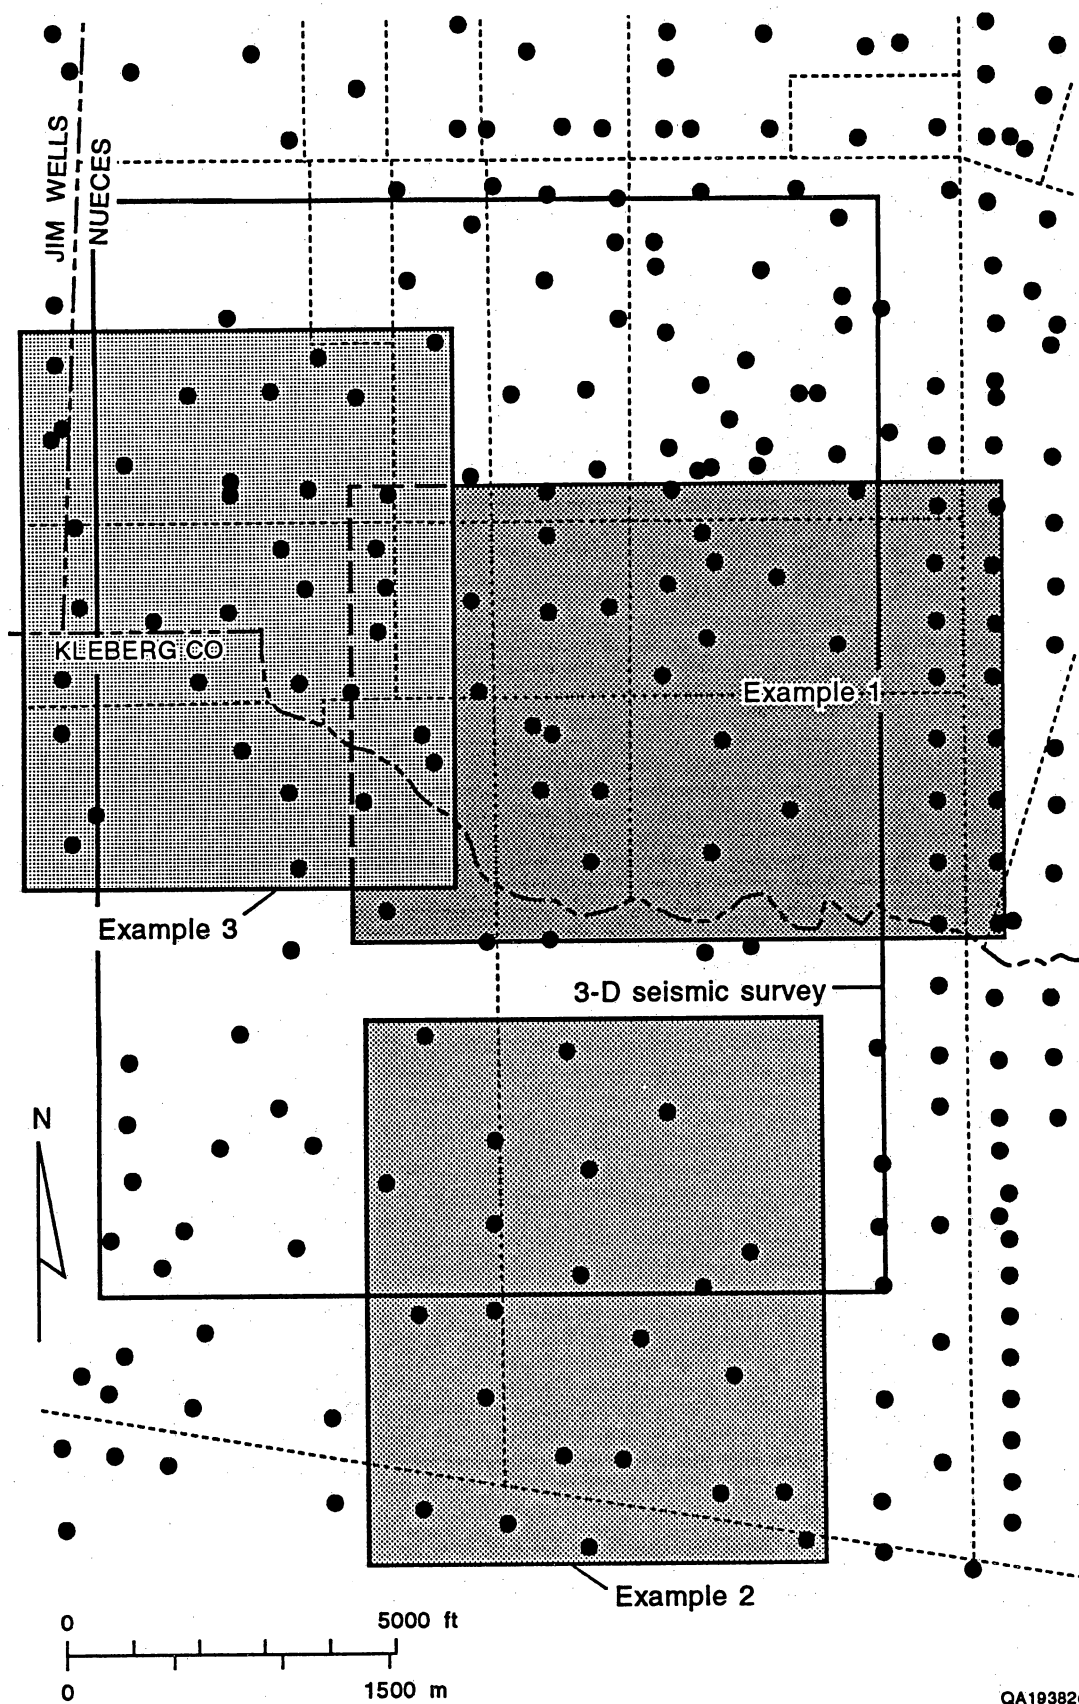 JIM WELLS
NUECES
KLEBERG CO
Example 1
Example 3
3-D seismic survey
N
Example 2
0 5000 ft
0 1500 m
QA19382